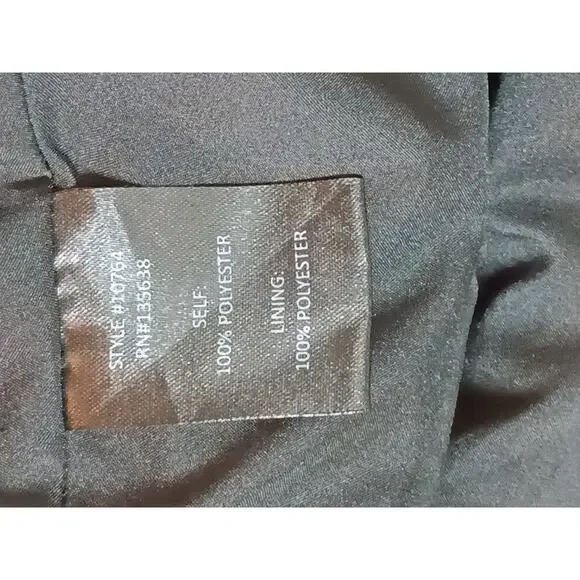 STYLE #10764
RN#135638
SELF:
100% POLYESTER
LINING:
100% POLYESTER